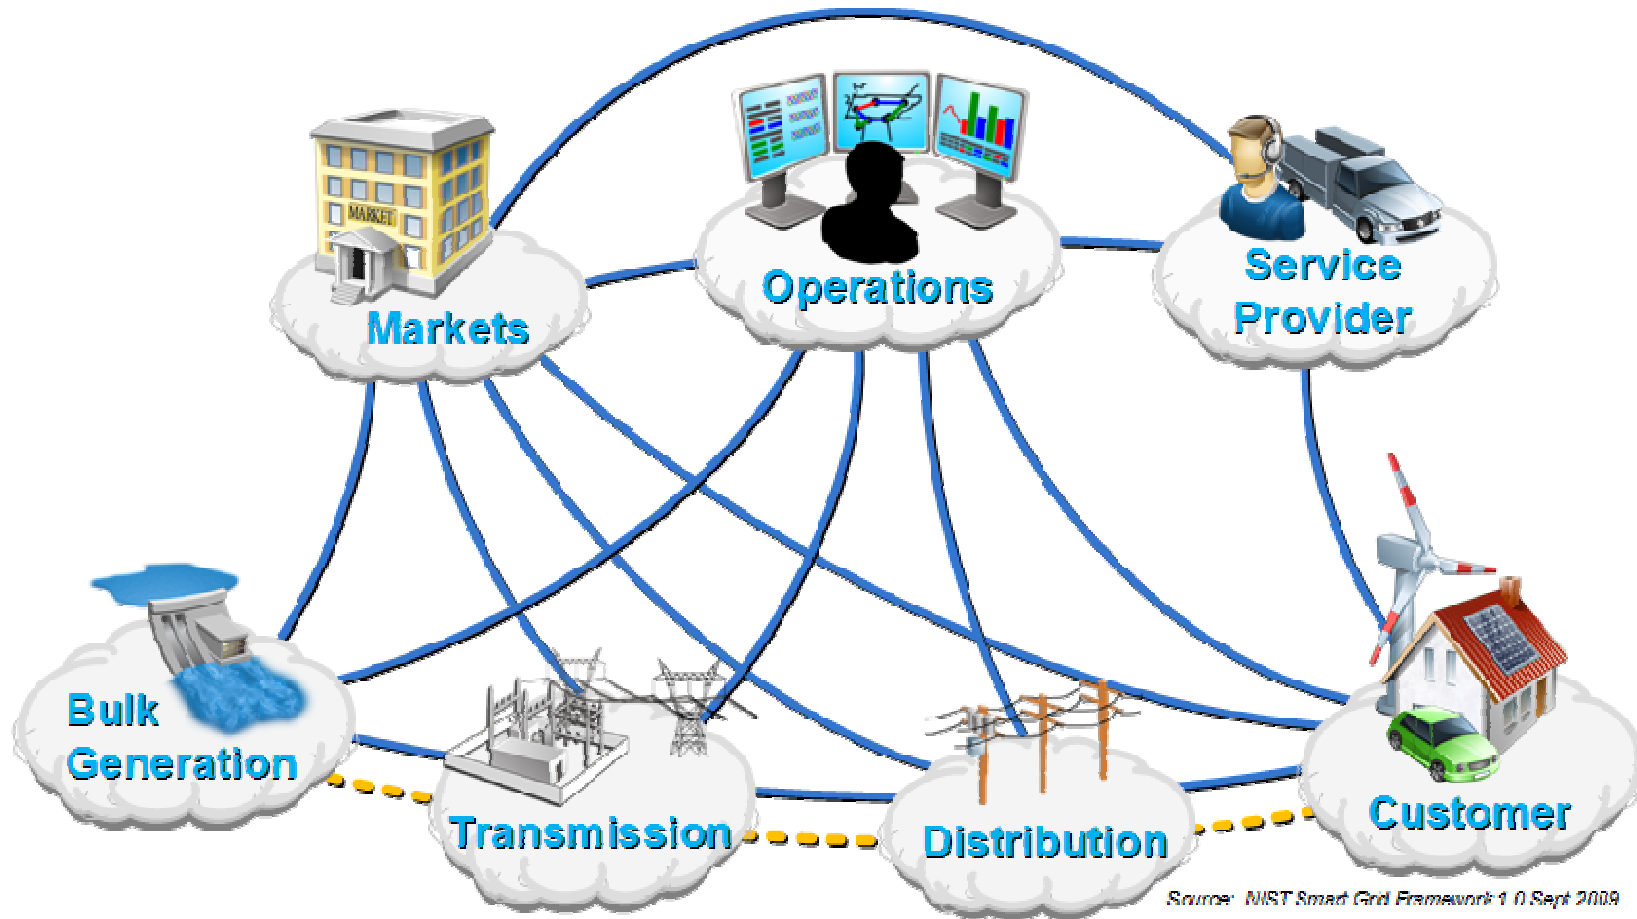 MARKET
Markets
Operations
Service
Provider
Bulk
Generation
Transmission
Distribution
Customer
Source: NIST Smart Grid Framework 1.0 Sept 2009